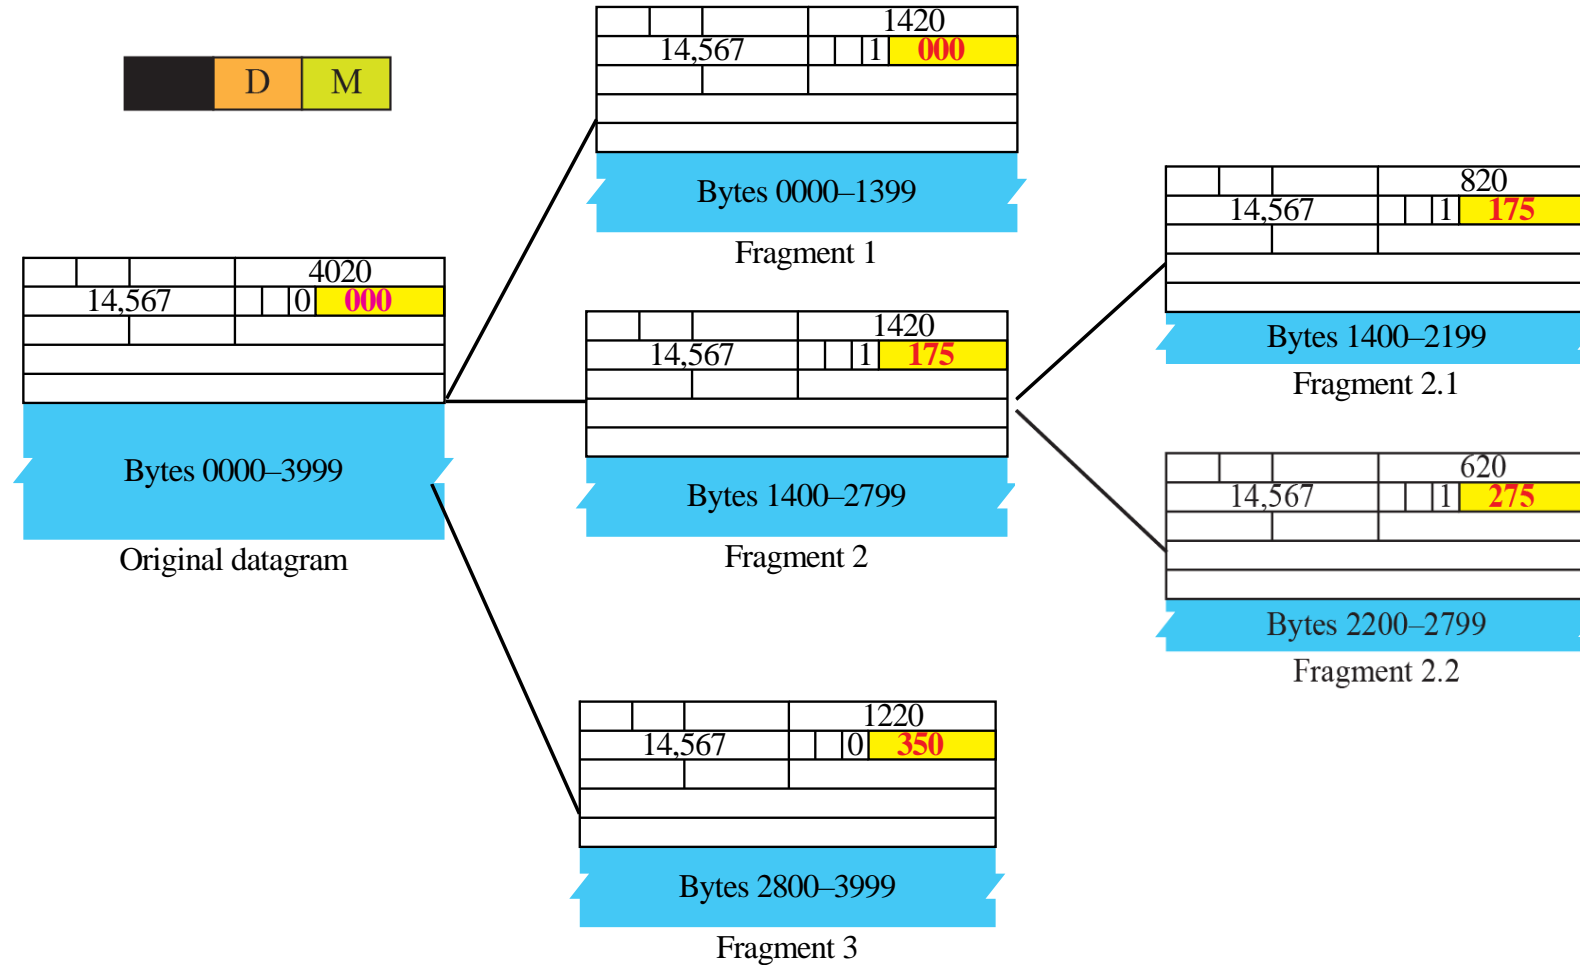 D M
4020
14,567 0 000
Bytes 0000–3999
Original datagram
1420
14,567 1 000
Bytes 0000–1399
Fragment 1
1420
14,567 1 175
Bytes 1400–2799
Fragment 2
1220
14,567 0 350
Bytes 2800–3999
Fragment 3
820
14,567 1 175
Bytes 1400–2199
Fragment 2.1
620
14,567 1 275
Bytes 2200–2799
Fragment 2.2